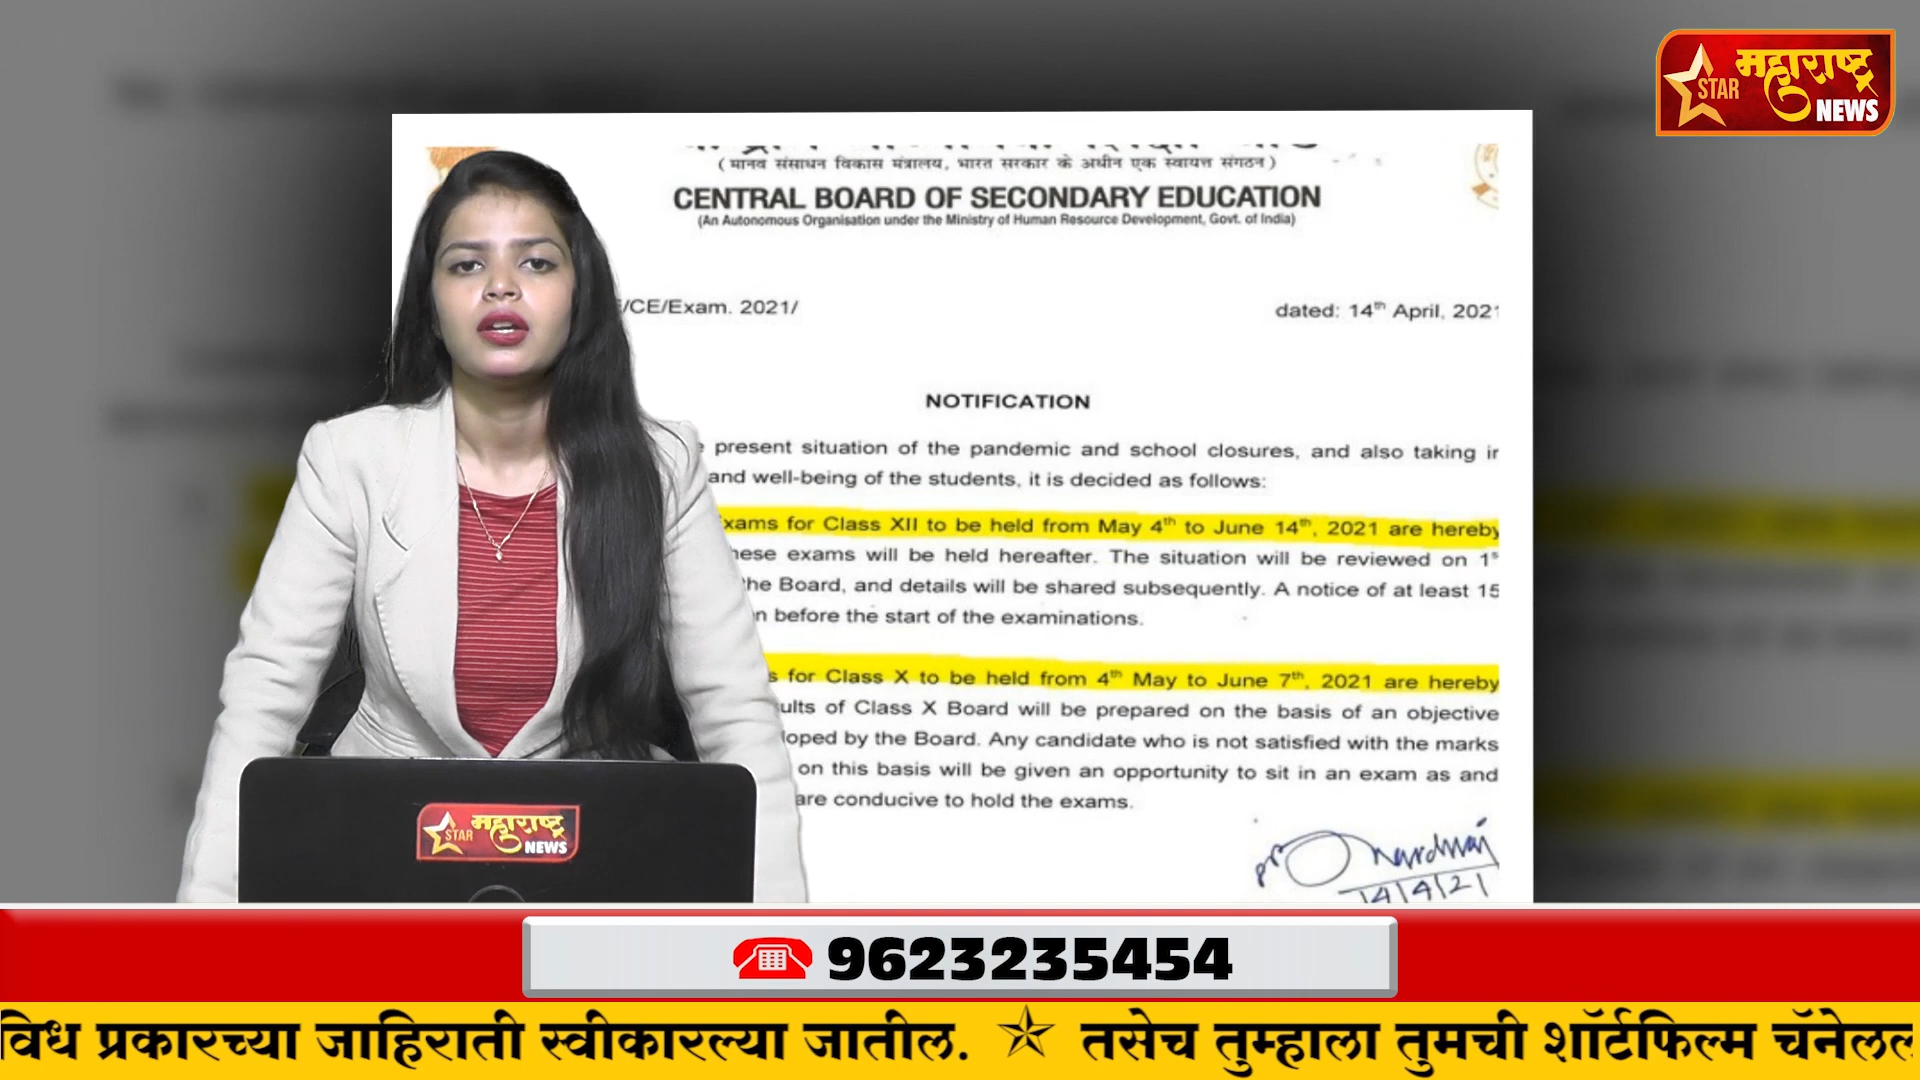 STAR महाराष्ट्र NEWS
(मानव संसाधन विकास मंत्रालय, भारत सरकार के अधीन एक स्वायत्त संगठन)
CENTRAL BOARD OF SECONDARY EDUCATION
(An Autonomous Organisation under the Ministry of Human Resource Development, Govt. of India)
/CE/Exam. 2021/ dated: 14th April, 2021
NOTIFICATION
present situation of the pandemic and school closures, and also taking in
and well-being of the students, it is decided as follows:
xams for Class XII to be held from May 4th to June 14th, 2021 are hereby
hese exams will be held hereafter. The situation will be reviewed on 1s
the Board, and details will be shared subsequently. A notice of at least 15
n before the start of the examinations.
s for Class X to be held from 4th May to June 7th, 2021 are hereby
ults of Class X Board will be prepared on the basis of an objective
loped by the Board. Any candidate who is not satisfied with the marks
on this basis will be given an opportunity to sit in an exam as and
are conducive to hold the exams.
14/4/21
STAR महाराष्ट्र NEWS
9623235454
विध प्रकारच्या जाहिराती स्वीकारल्या जातील. तसेच तुम्हाला तुमची शॉर्टफिल्म चॅनेलल